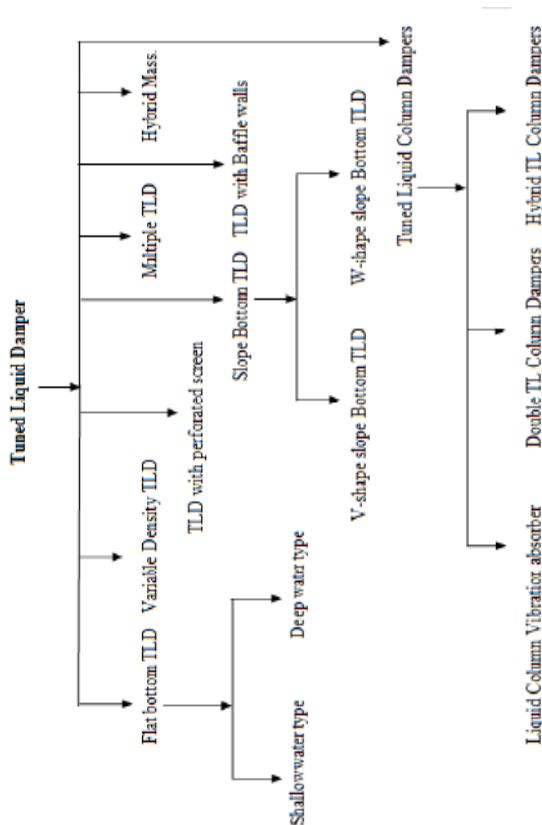 Tuned Liquid Damper
Flat bottom TLD
Variable Density TLD
Multiple TLD
Hybrid Mass.
TLD with perforated screen
Slope Bottom TLD
TLD with Baffle walls
Shallowwater type
Deep water type
V-shape slope Bottom TLD
W-shape slope Bottom TLD
Tuned Liquid Column Dampers
Liquid Column Vibration absorber
Double TL Column Dampers
Hybrid TL Column Dampers